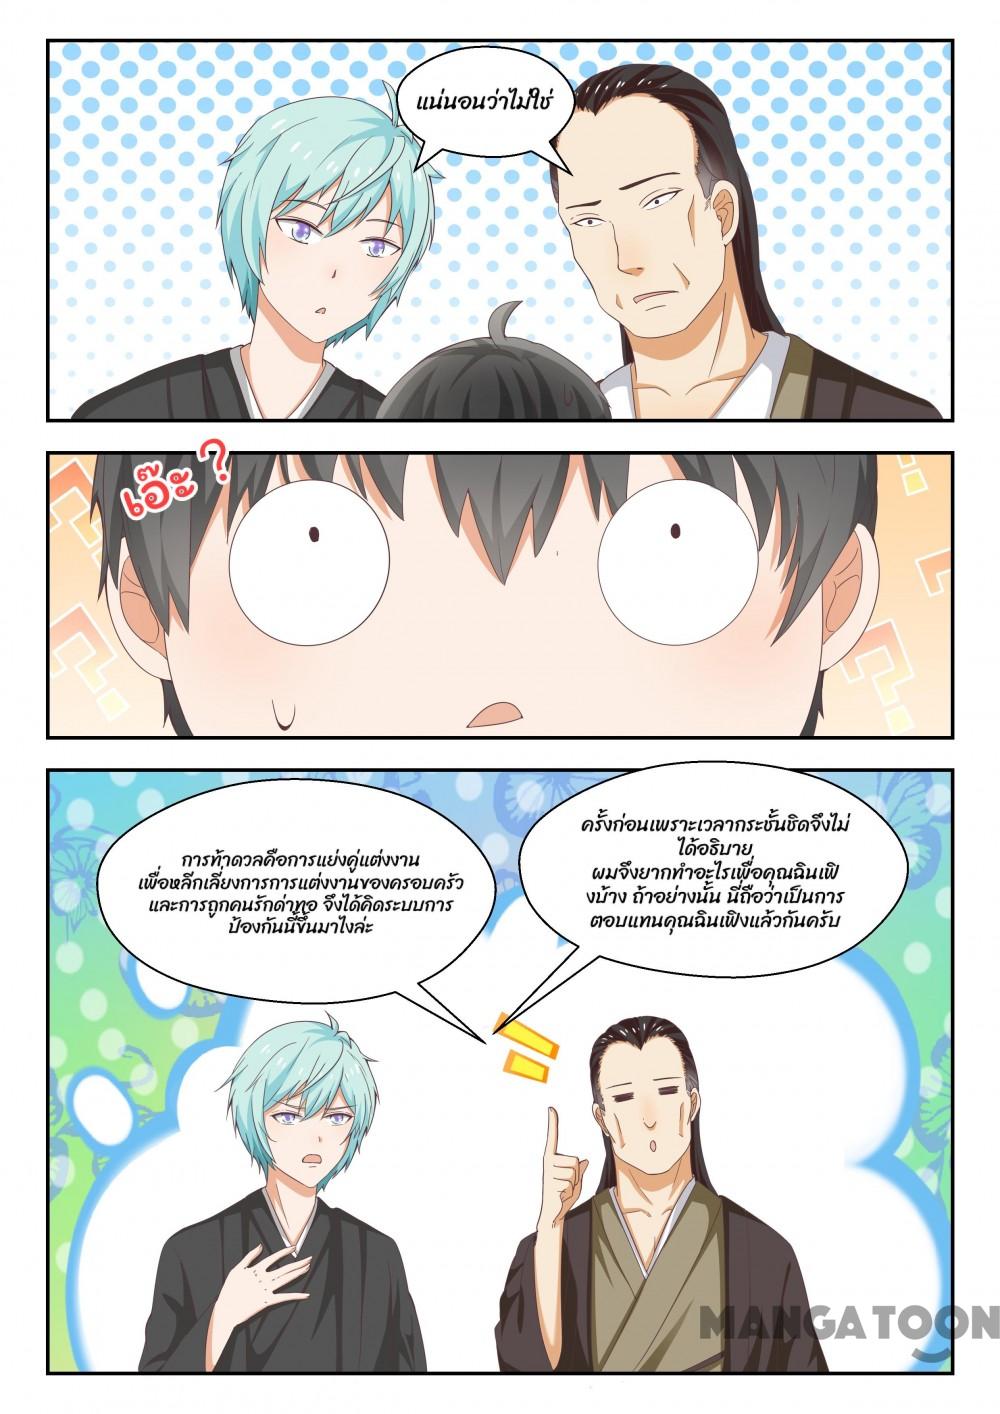 แน่นอนว่าไม่ใช่
เอ๊ะ?
การท้าดวลคือการแย่งคู่แต่งงาน
เพื่อหลีกเลี่ยงการการแต่งงานของครอบครัว
และการถูกคนรักด่าทอ จึงได้คิดระบบการ
ป้องกันนี้ขึ้นมาไงล่ะ
ครั้งก่อนเพราะเวลากระชั้นชิดจึงไม่
ได้อธิบาย
ผมจึงยากทำอะไรเพื่อคุณฉินเฟิ
งบ้าง ถ้าอย่างนั้น นี่ถือว่าเป็นการ
ตอบแทนคุณฉินเฟิงแล้วกันครับ
MANGATOON